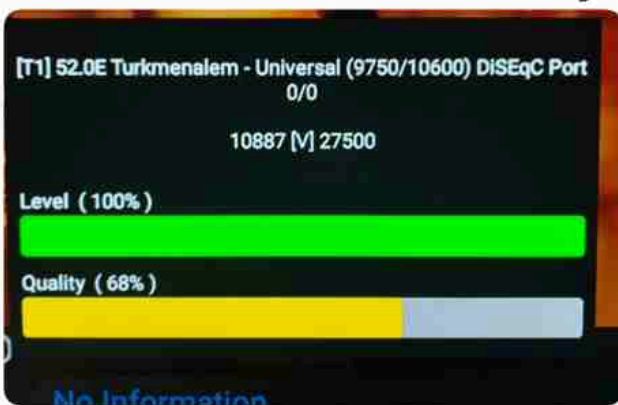 [T1] 52.0E Turkmenalem - Universal (9750/10600) DiSEqC Port
0/0
10887 [V] 27500
Level ( 100% )
Quality ( 68% )
No Information